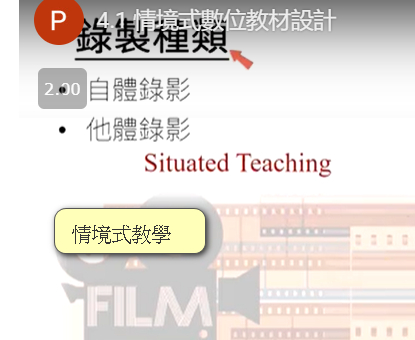 P
4.1 情境式數位教材設計
錄製種類
2.00
• 自體錄影
• 他體錄影
Situated Teaching
情境式教學
FILM